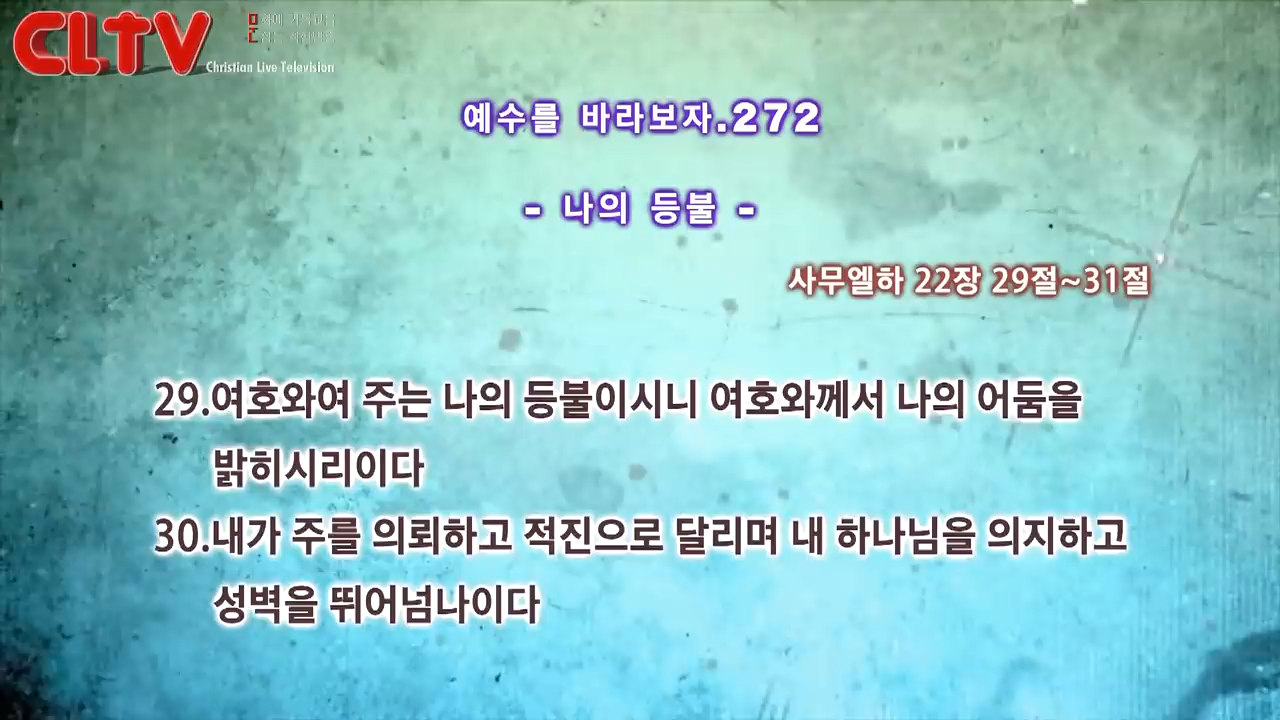 CLTV
Christian Live Television
예수를 바라보자.272
- 나의 등불 -
사무엘하 22장 29절~31절
29.여호와여 주는 나의 등불이시니 여호와께서 나의 어둠을
밝히시리이다
30.내가 주를 의뢰하고 적진으로 달리며 내 하나님을 의지하고
성벽을 뛰어넘나이다